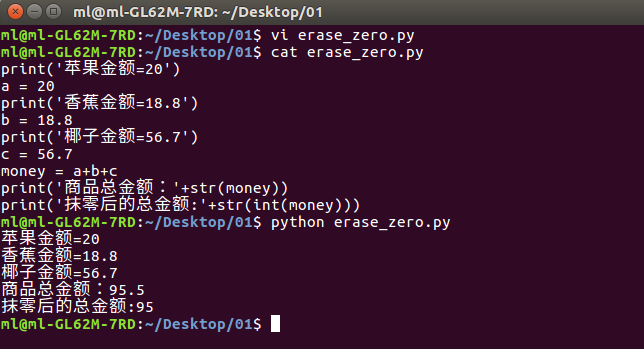 ml@ml-GL62M-7RD: ~/Desktop/01
ml@ml-GL62M-7RD:~/Desktop/01$ vi erase_zero.py
ml@ml-GL62M-7RD:~/Desktop/01$ cat erase_zero.py
print('苹果金额=20')
a = 20
print('香蕉金额=18.8')
b = 18.8
print('椰子金额=56.7')
c = 56.7
money = a+b+c
print('商品总金额：'+str(money))
print('抹零后的总金额:'+str(int(money)))
ml@ml-GL62M-7RD:~/Desktop/01$ python erase_zero.py
苹果金额=20
香蕉金额=18.8
椰子金额=56.7
商品总金额：95.5
抹零后的总金额:95
ml@ml-GL62M-7RD:~/Desktop/01$